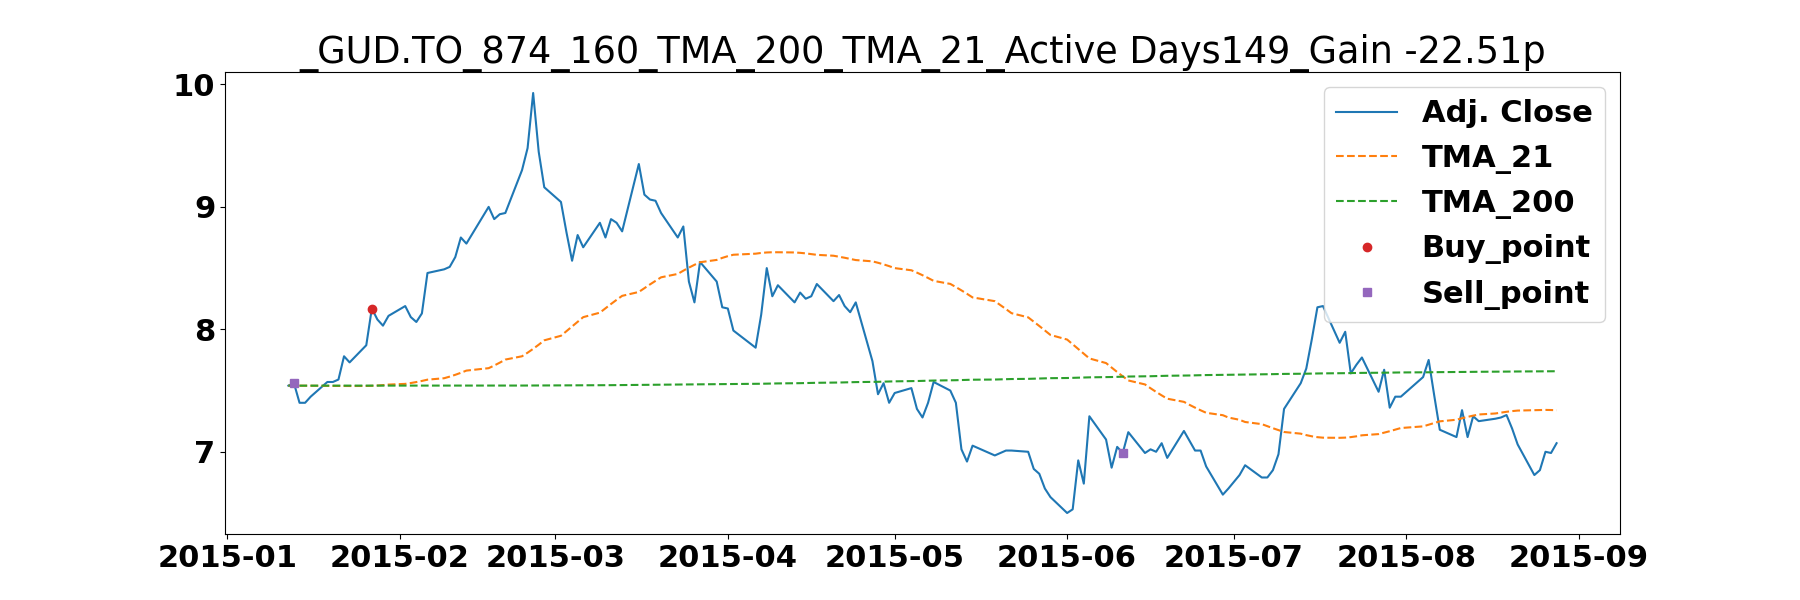 _GUD.TO_874_160_TMA_200_TMA_21_Active Days149_Gain -22.51p
10
9
8
7
Adj. Close
TMA_21
TMA_200
Buy_point
Sell_point
2015-01 2015-02 2015-03 2015-04 2015-05 2015-06 2015-07 2015-08 2015-09